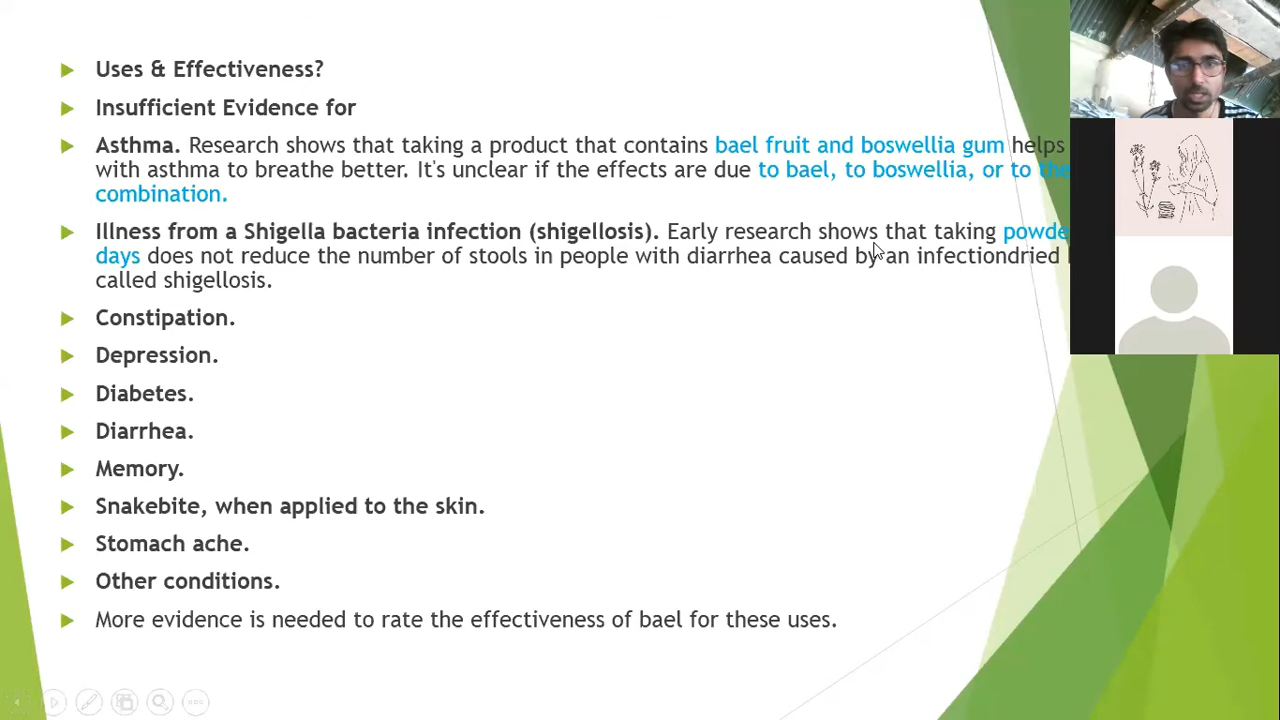 Uses & Effectiveness?
Insufficient Evidence for
Asthma. Research shows that taking a product that contains bael fruit and boswellia gum helps
with asthma to breathe better. It's unclear if the effects are due to bael, to boswellia, or to the
combination.
Illness from a Shigella bacteria infection (shigellosis). Early research shows that taking
days does not reduce the number of stools in people with diarrhea caused by an infectiondried
called shigellosis.
Constipation.
Depression.
Diabetes.
Diarrhea.
Memory.
Snakebite, when applied to the skin.
Stomach ache.
Other conditions.
More evidence is needed to rate the effectiveness of bael for these uses.